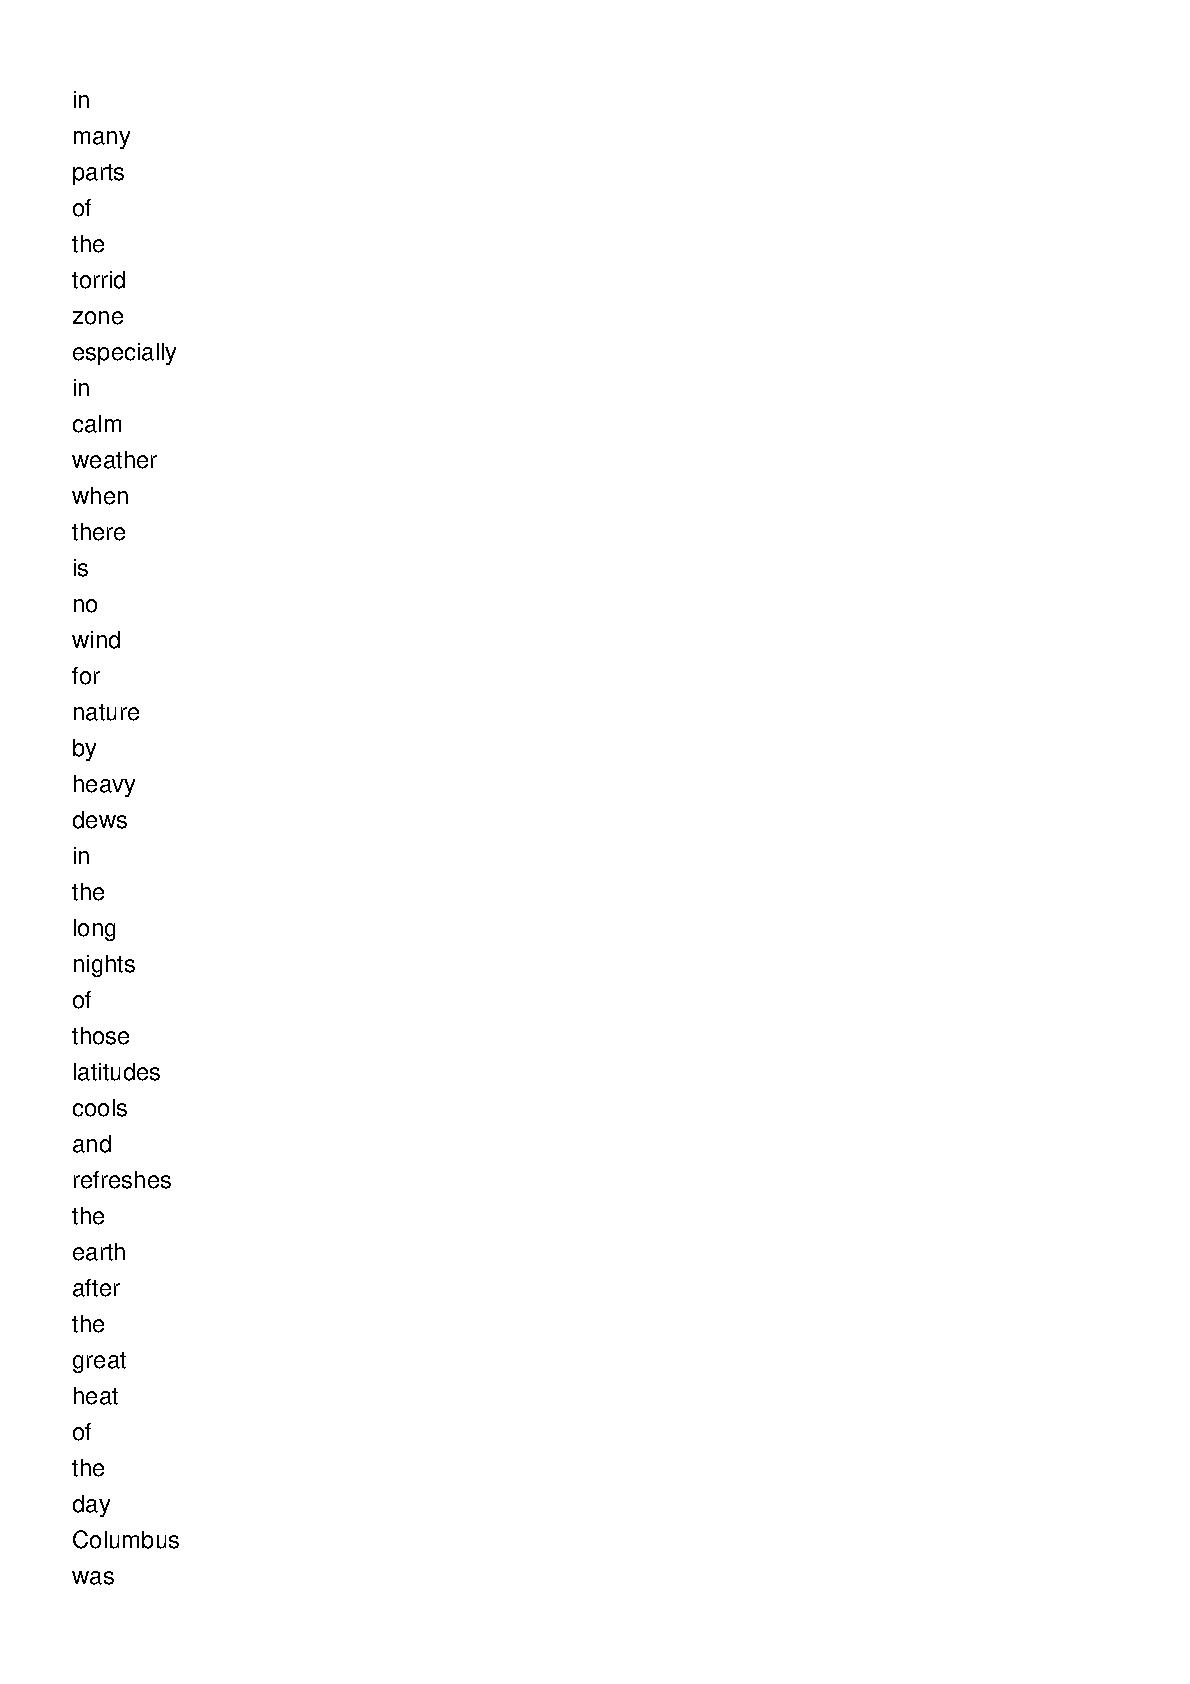 in
many
parts
of
the
torrid
zone
especially
in
calm
weather
when
there
is
no
wind
for
nature
by
heavy
dews
in
the
long
nights
of
those
latitudes
cools
and
refreshes
the
earth
after
the
great
heat
of
the
day
Columbus
was